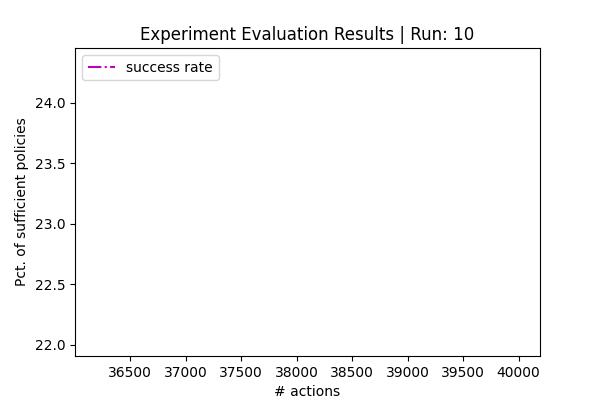 Experiment Evaluation Results | Run: 10
success rate
Pct. of sufficient policies
24.0
23.5
23.0
22.5
22.0
36500 37000 37500 38000 38500 39000 39500 40000
# actions